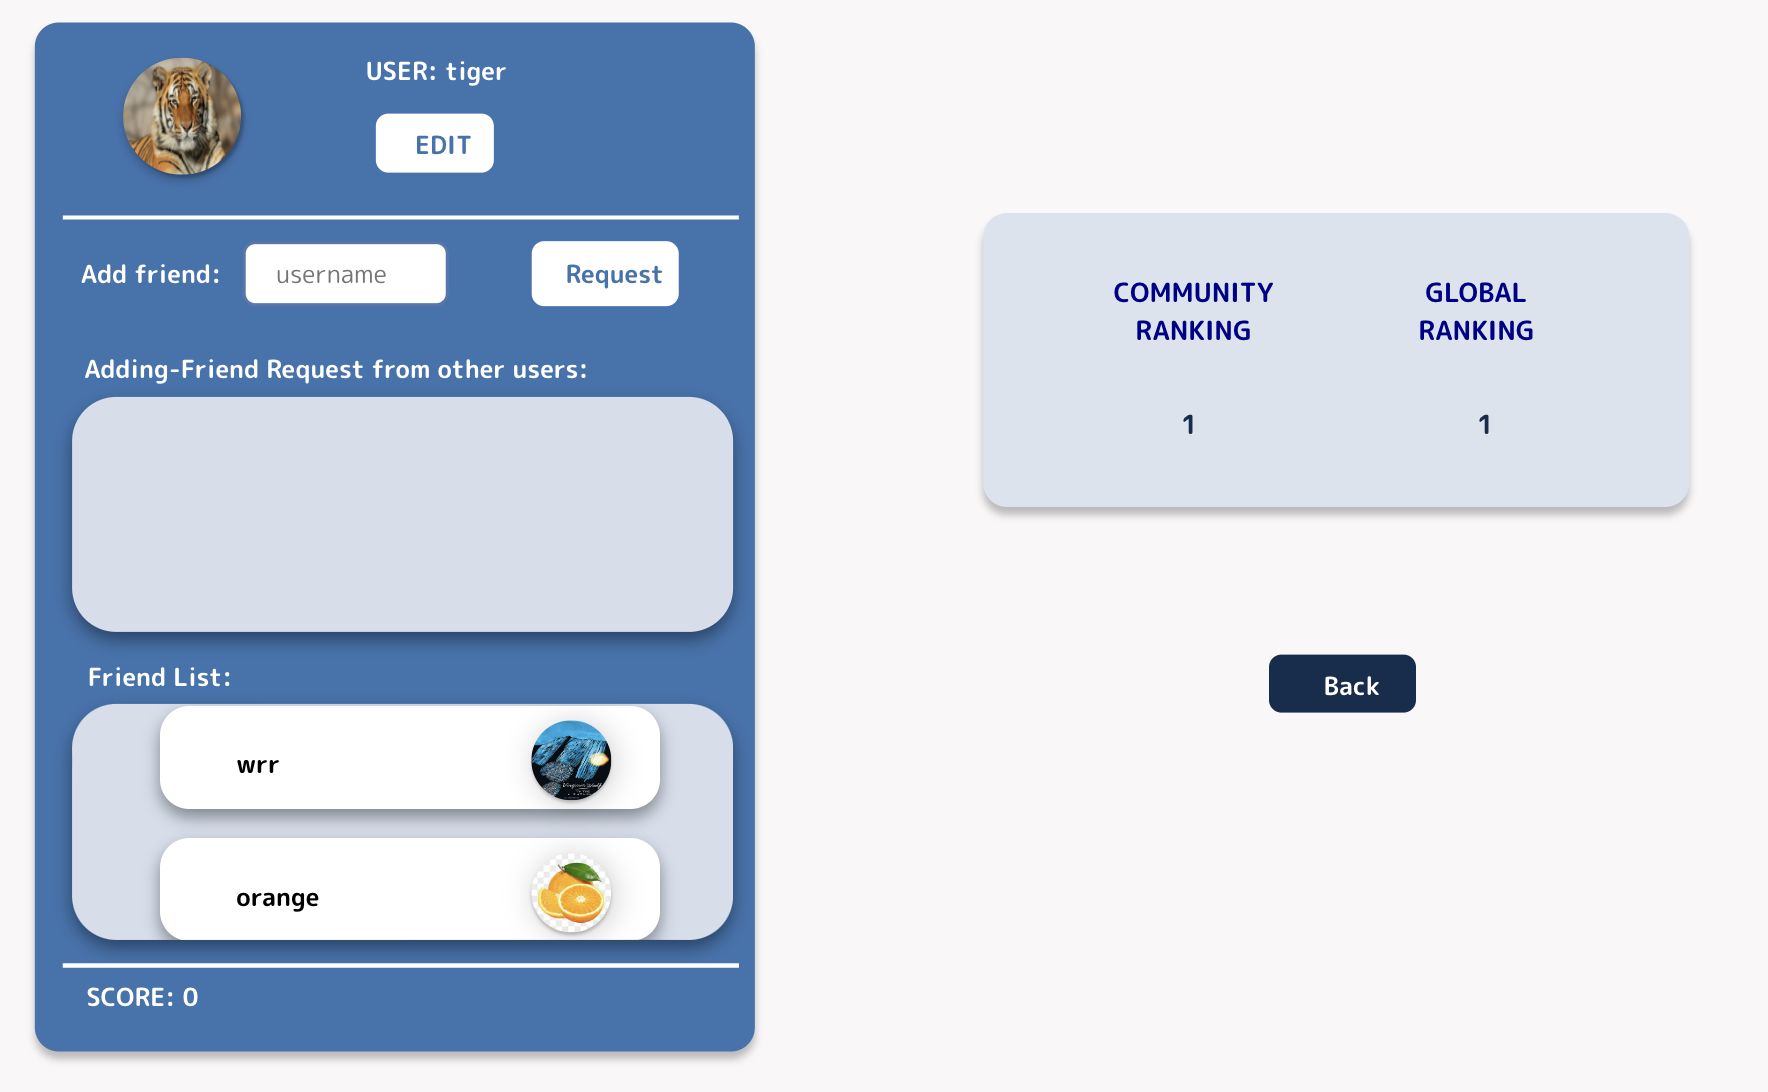 USER: tiger
EDIT
Add friend:
username
Request
Adding-Friend Request from other users:
Friend List:
wrr
orange
SCORE: 0
COMMUNITY
RANKING
GLOBAL
RANKING
1
1
Back